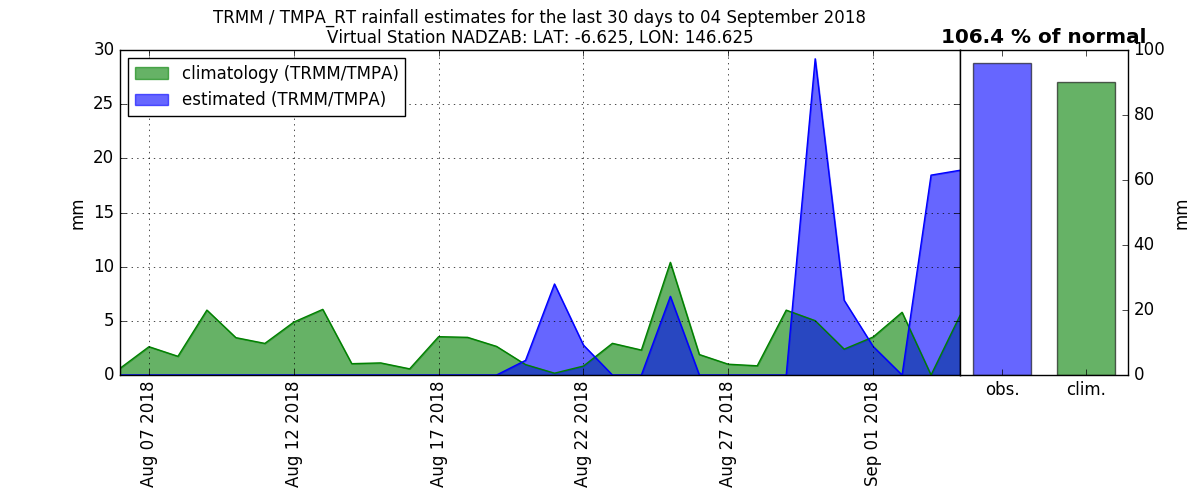 TRMM / TMPA_RT rainfall estimates for the last 30 days to 04 September 2018
Virtual Station NADZAB: LAT: -6.625, LON: 146.625
106.4 % of normal
climatology (TRMM/TMPA)
estimated (TRMM/TMPA)
30
25
20
15
10
5
0
mm
Aug 07 2018
Aug 12 2018
Aug 17 2018
Aug 22 2018
Aug 27 2018
Sep 01 2018
obs.
clim.
100
80
60
40
20
0
mm